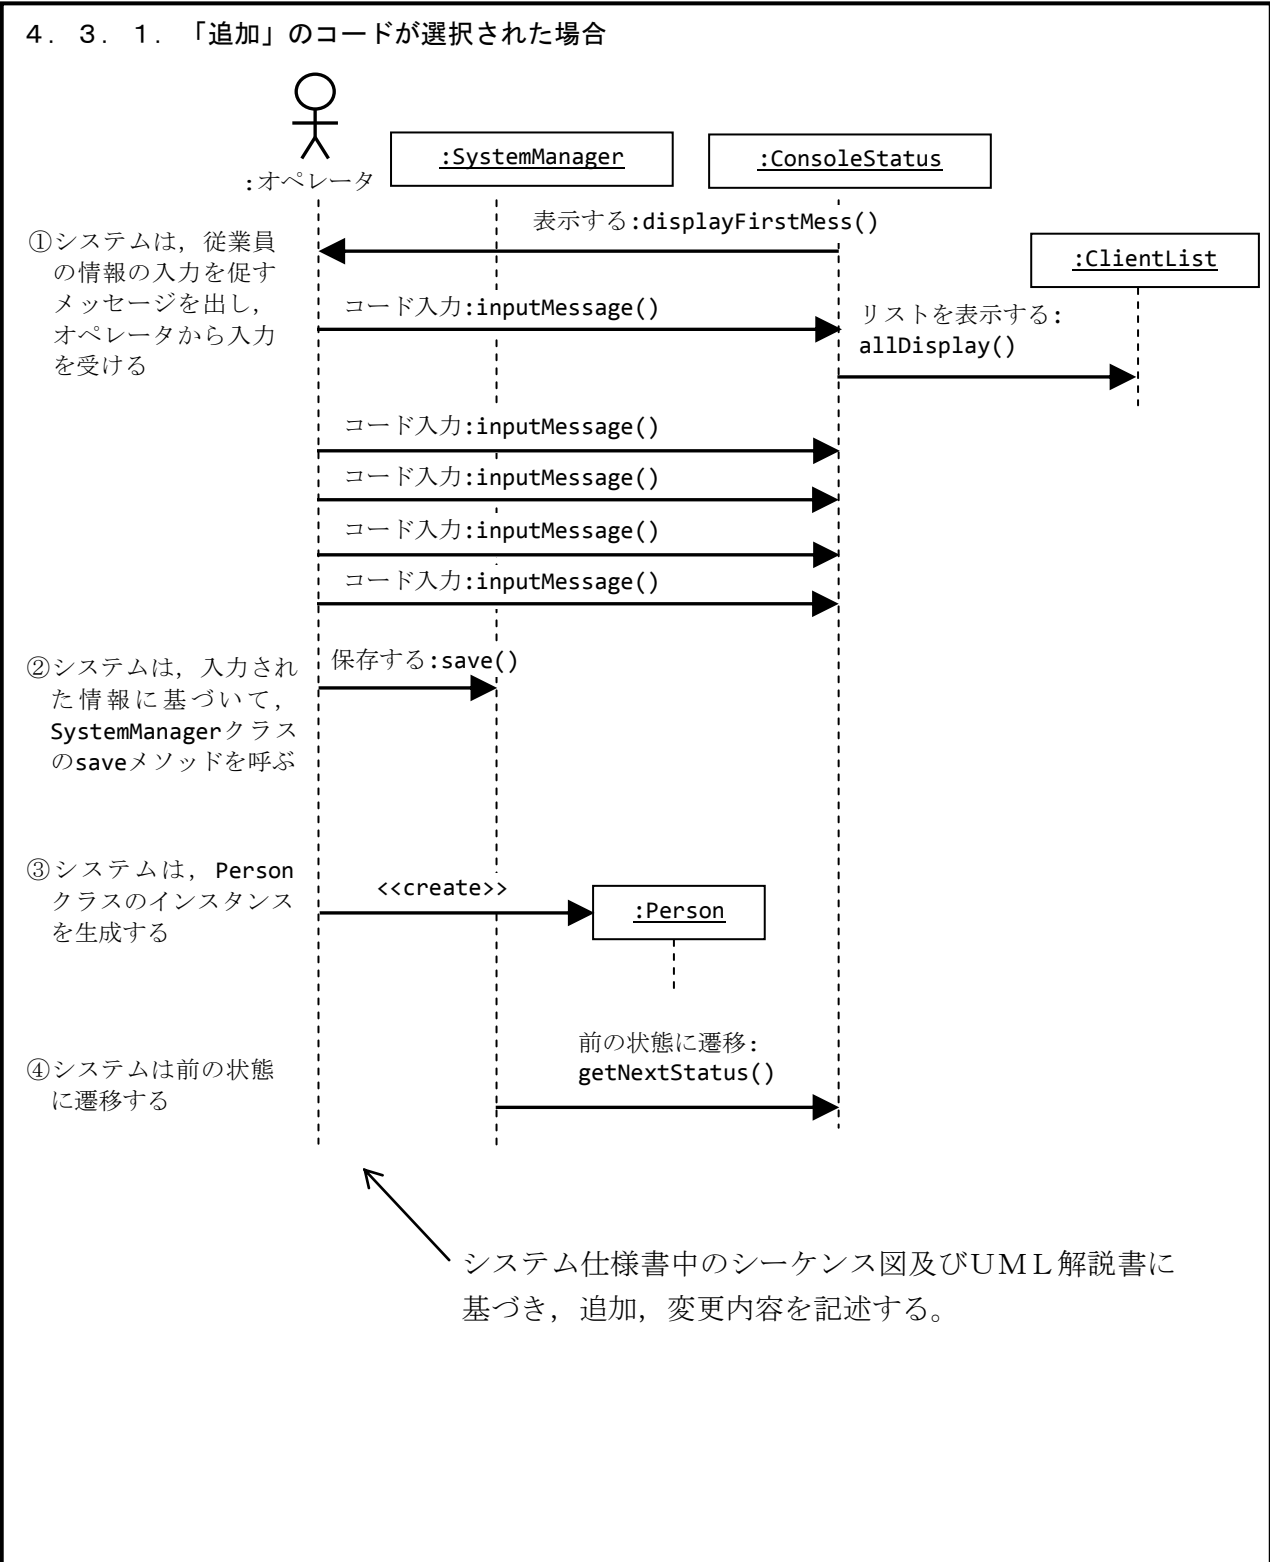 ４．３．１．「追加」のコードが選択された場合
:SystemManager
:ConsoleStatus
:オペレータ
表示する:displayFirstMess()
①システムは，従業員
の情報の入力を促す
メッセージを出し，
オペレータから入力
を受ける
:ClientList
コード入力:inputMessage()
リストを表示する:
allDisplay()
コード入力:inputMessage()
コード入力:inputMessage()
コード入力:inputMessage()
コード入力:inputMessage()
②システムは，入力され
た情報に基づいて，
SystemManagerクラス
のsaveメソッドを呼ぶ
保存する:save()
③システムは，Person
クラスのインスタンス
を生成する
<<create>>
:Person
④システムは前の状態
に遷移する
前の状態に遷移:
getNextStatus()
システム仕様書中のシーケンス図及びＵＭＬ解説書に
基づき，追加，変更内容を記述する。